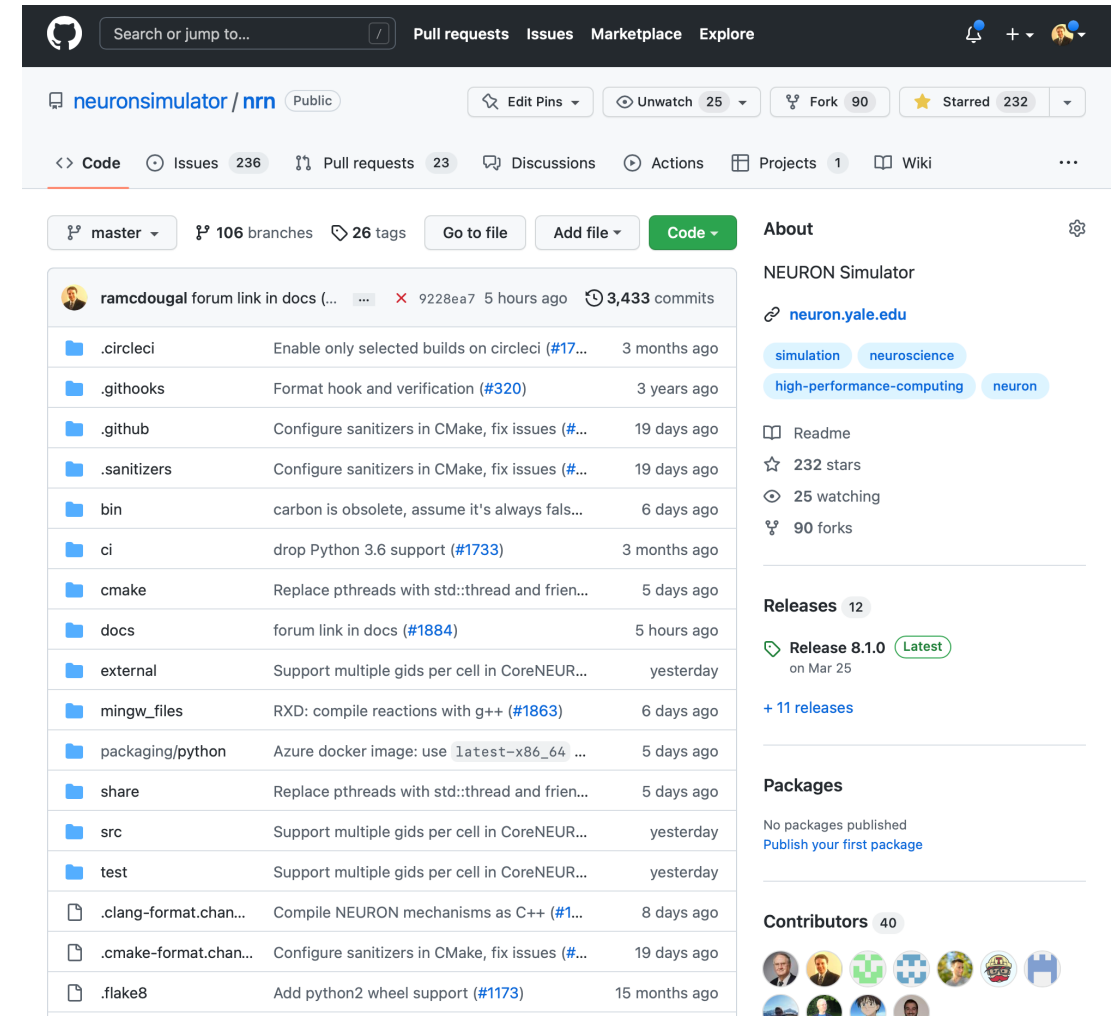 Search or jump to... / Pull requests Issues Marketplace Explore
neuronsimulator / nrn Public Edit Pins Unwatch 25 Fork 90 Starred 232
<> Code Issues 236 Pull requests 23 Discussions Actions Projects 1 Wiki ...
master 106 branches 26 tags Go to file Add file Code
ramcdougal forum link in docs (... ... 9228ea7 5 hours ago 3,433 commits
.circleci Enable only selected builds on circleci (#17... 3 months ago
.githooks Format hook and verification (#320) 3 years ago
.github Configure sanitizers in CMake, fix issues (#... 19 days ago
.sanitizers Configure sanitizers in CMake, fix issues (#... 19 days ago
bin carbon is obsolete, assume it's always fals... 6 days ago
ci drop Python 3.6 support (#1733) 3 months ago
cmake Replace pthreads with std::thread and frien... 5 days ago
docs forum link in docs (#1884) 5 hours ago
external Support multiple gids per cell in CoreNEUR... yesterday
mingw_files RXD: compile reactions with g++ (#1863) 6 days ago
packaging/python Azure docker image: use latest-x86_64 ... 5 days ago
share Replace pthreads with std::thread and frien... 5 days ago
src Support multiple gids per cell in CoreNEUR... yesterday
test Support multiple gids per cell in CoreNEUR... yesterday
.clang-format.chan... Compile NEURON mechanisms as C++ (#1... 8 days ago
.cmake-format.chan... Configure sanitizers in CMake, fix issues (#... 19 days ago
.flake8 Add python2 wheel support (#1173) 15 months ago
About
NEURON Simulator
neuron.yale.edu
simulation neuroscience
high-performance-computing neuron
Readme
232 stars
25 watching
90 forks
Releases 12
Release 8.1.0 Latest
on Mar 25
+ 11 releases
Packages
No packages published
Publish your first package
Contributors 40